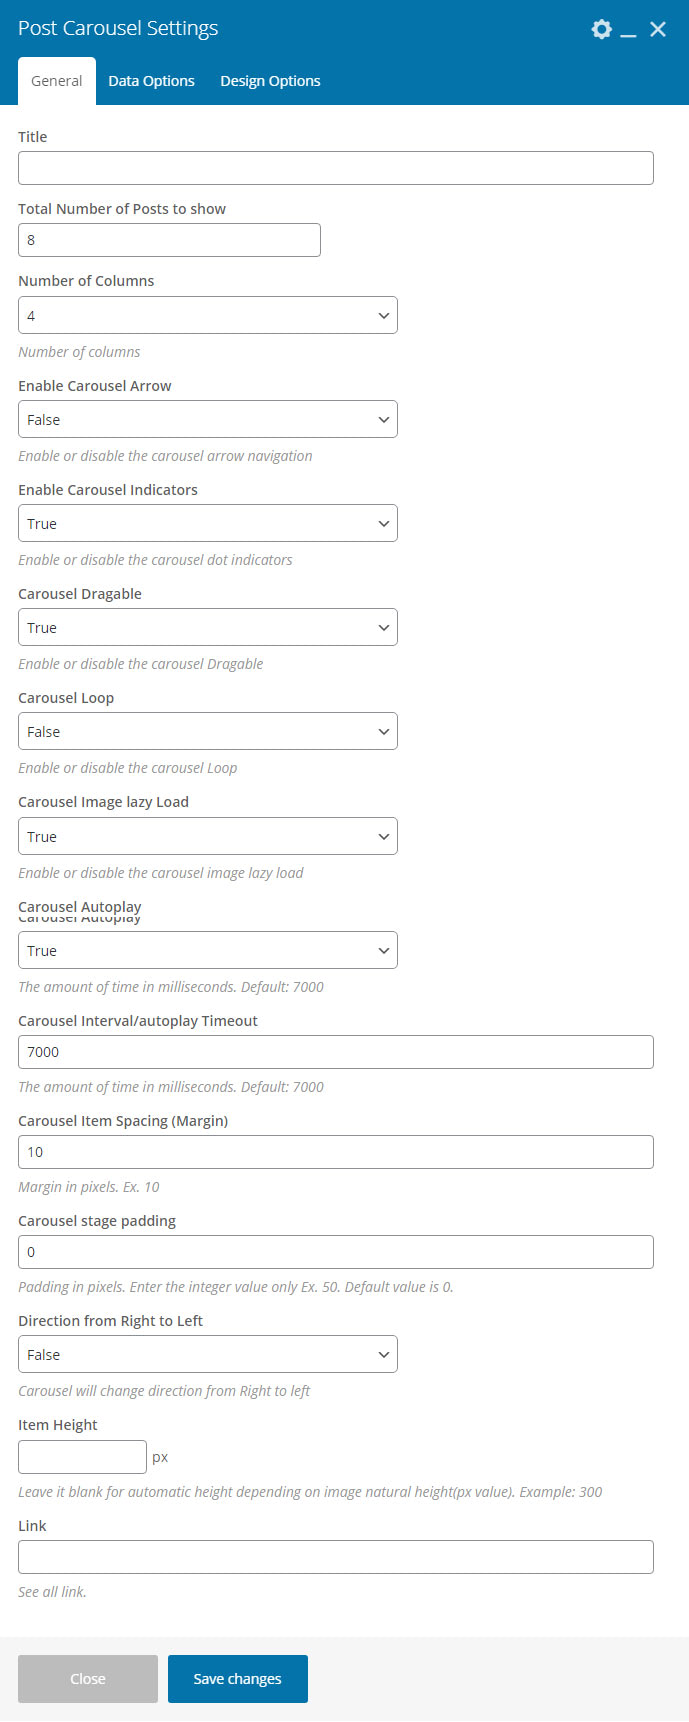 Post Carousel Settings
General Data Options Design Options
Title
Total Number of Posts to show
8
Number of Columns
4
Number of columns
Enable Carousel Arrow
False
Enable or disable the carousel arrow navigation
Enable Carousel Indicators
True
Enable or disable the carousel dot indicators
Carousel Dragable
True
Enable or disable the carousel Dragable
Carousel Loop
False
Enable or disable the carousel Loop
Carousel Image lazy Load
True
Enable or disable the carousel image lazy load
Carousel Autoplay
Carousel Autoplay
True
The amount of time in milliseconds. Default: 7000
Carousel Interval/autoplay Timeout
7000
The amount of time in milliseconds. Default: 7000
Carousel Item Spacing (Margin)
10
Margin in pixels. Ex. 10
Carousel stage padding
0
Padding in pixels. Enter the integer value only Ex. 50. Default value is 0.
Direction from Right to Left
False
Carousel will change direction from Right to left
Item Height
px
Leave it blank for automatic height depending on image natural height(px value). Example: 300
Link
See all link.
Close Save changes